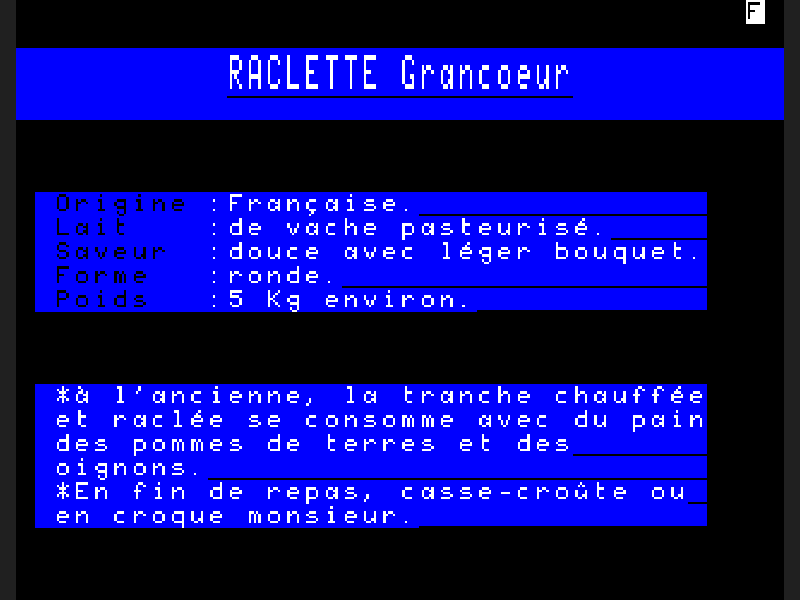 F
RACLETTE Grancoeur
Origine :Française.
Lait :de vache pasteurisé.
Saveur :douce avec léger bouquet.
Forme :ronde.
Poids :5 Kg environ.
*à l'ancienne, la tranche chauffée
et raclée se consomme avec du pain
des pommes de terres et des
oignons.
*En fin de repas, casse-croûte ou
en croque monsieur.